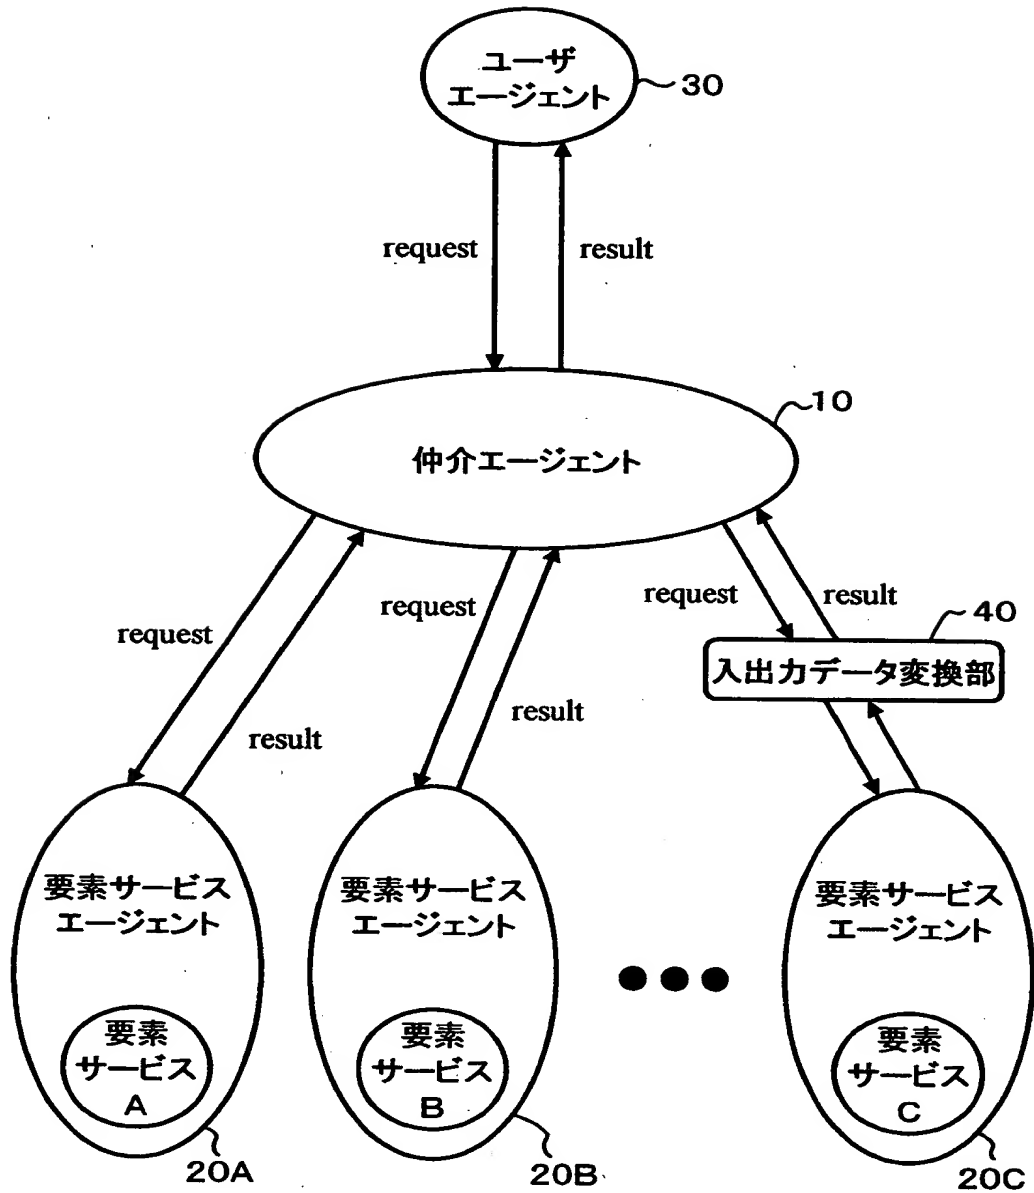 ユーザ
エージェント
30
request
result
10
仲介エージェント
request
result
request
result
request
result
40
入出力データ変換部
要素サービス
エージェント
要素
サービス
A
20A
要素サービス
エージェント
要素
サービス
B
20B
要素サービス
エージェント
要素
サービス
C
20C